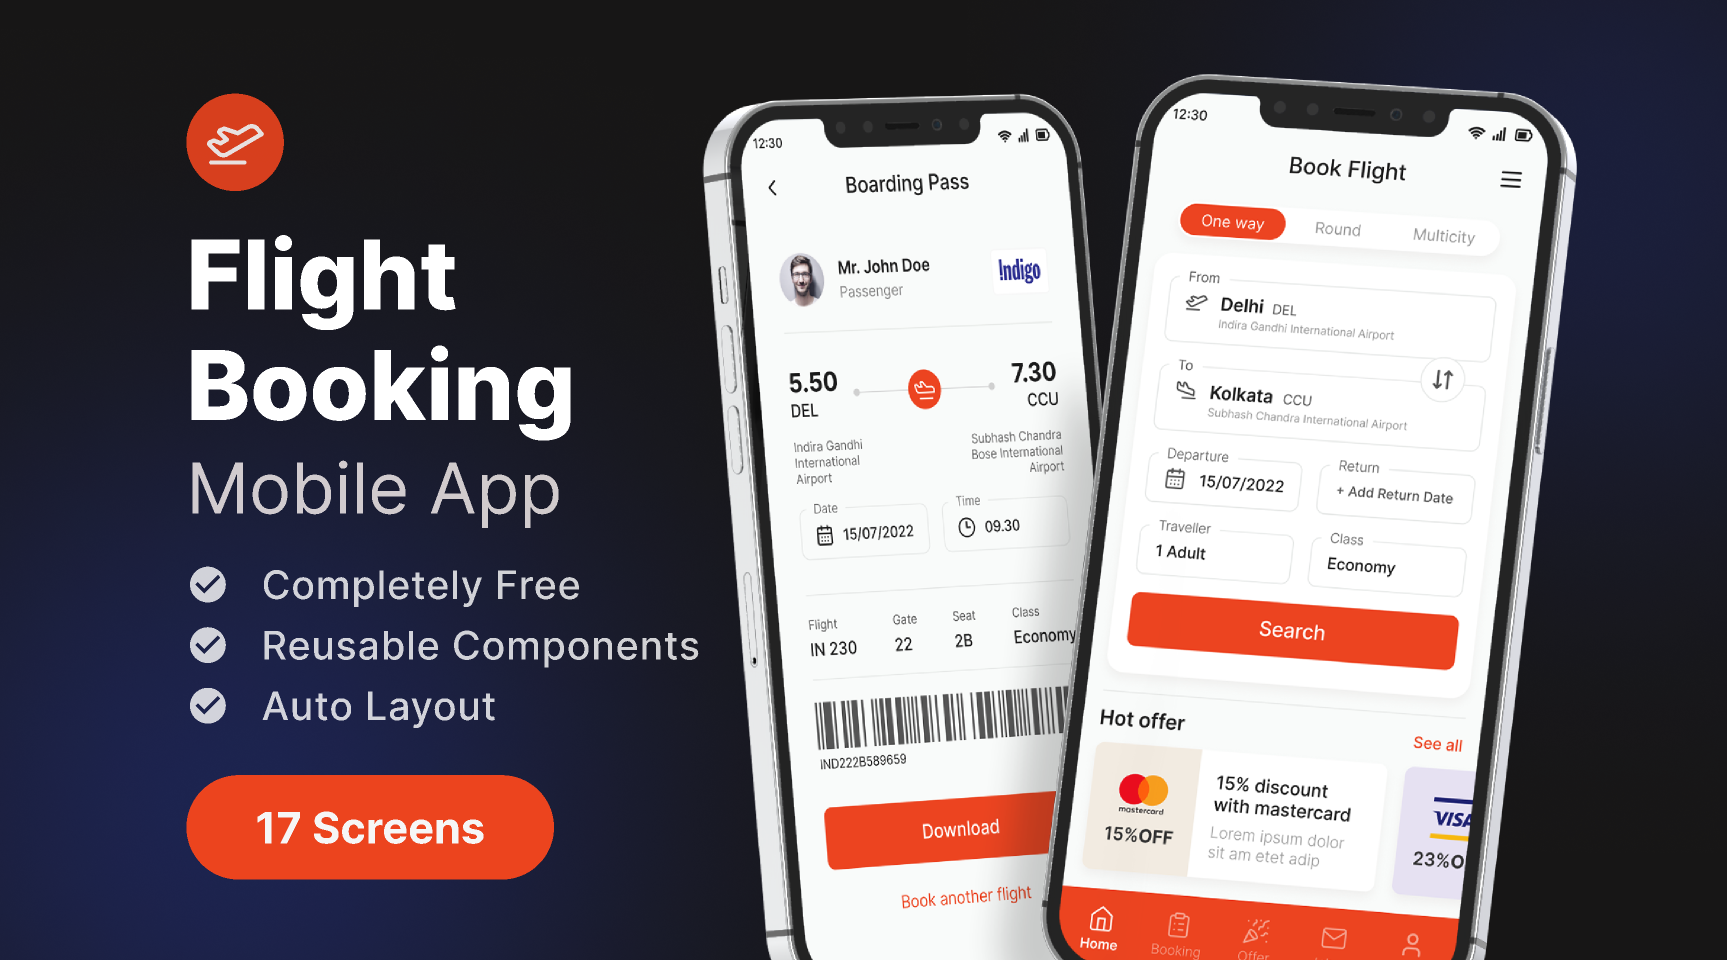 Flight
Booking
Mobile App
Completely Free
Reusable Components
Auto Layout
17 Screens
12:30
Boarding Pass
Mr. John Doe
Passenger
Indigo
5.50
7.30
DEL
CCU
Indira Gandhi
International
Airport
Subhash Chandra
Bose International
Airport
Date
15/07/2022
Time
09.30
Flight
Gate
Seat
Class
IN 230
22
2B
Economy
IND222B589659
Download
Book another flight
12:30
Book Flight
One way
Round
Multicity
From
Delhi DEL
Indira Gandhi International Airport
To
Kolkata CCU
Subhash Chandra International Airport
Departure
15/07/2022
Return
+ Add Return Date
Traveller
1 Adult
Class
Economy
Search
Hot offer
See all
mastercard
15%OFF
15% discount
with mastercard
Lorem ipsum dolor
sit am etet adip
VISA
23%O
Home
Booking
Offer